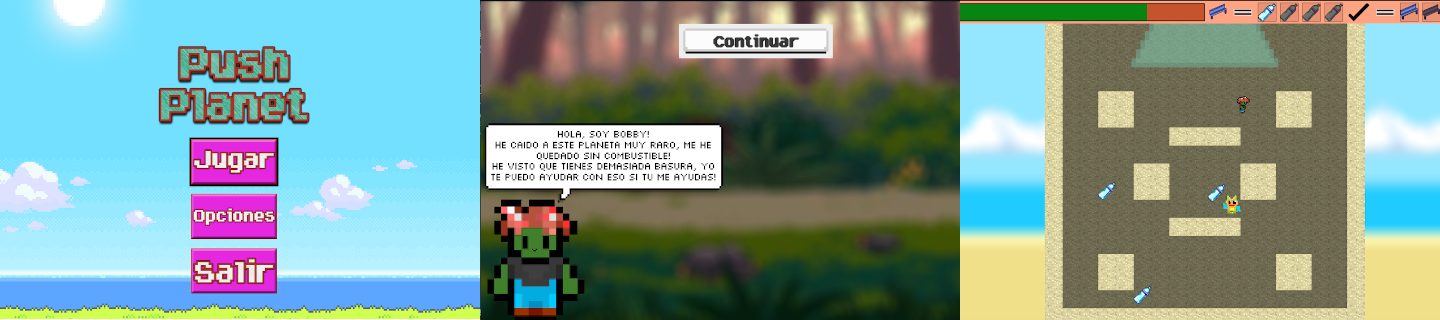 Push
Planet
Jugar
Opciones
Salir
Continuar
HOLA, SOY BOBBY!
HE CAIDO A ESTE PLANETA MUY RARO, ME HE
QUEDADO SIN COMBUSTIBLE!
HE VISTO QUE TIENES DEMASIADA BASURA, YO
TE PUEDO AYUDAR CON ESO SI TU ME AYUDAS!